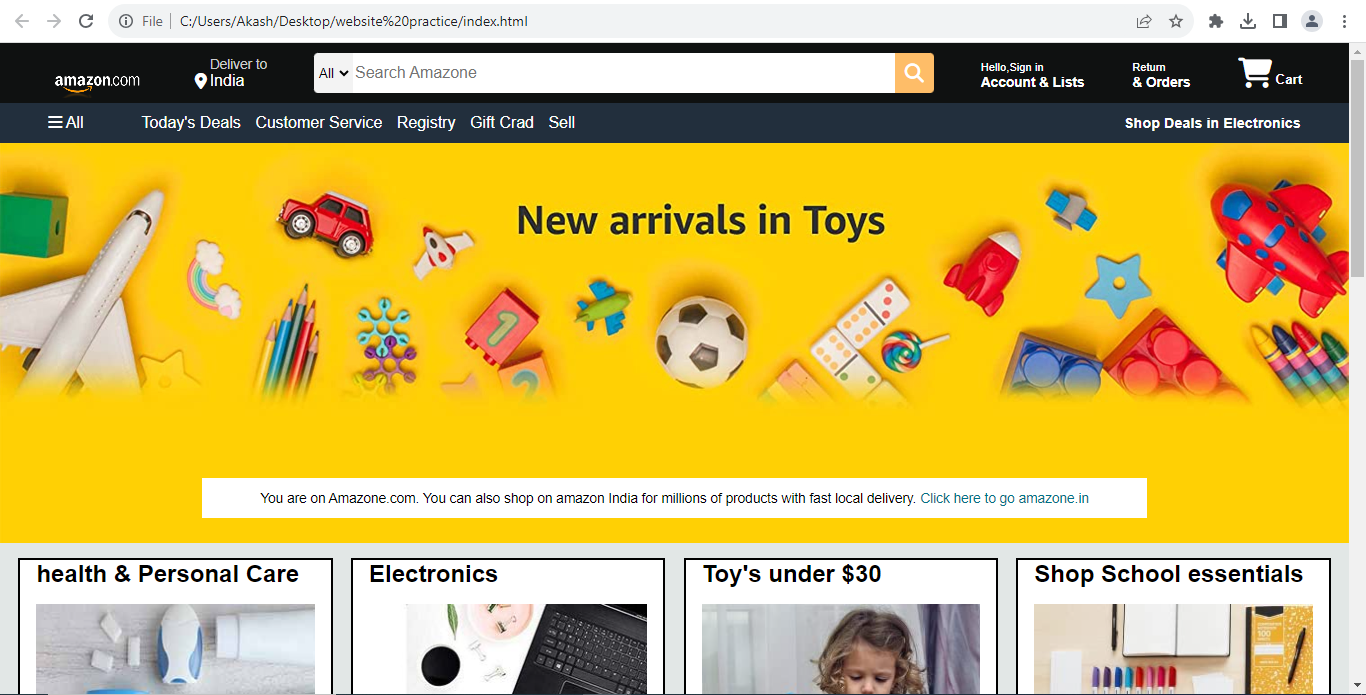 File C:/Users/Akash/Desktop/website%20practice/index.html
amazon.com
Deliver to
India
All
Search Amazone
Hello,Sign in
Account & Lists
Return
& Orders
Cart
All
Today's Deals Customer Service Registry Gift Crad Sell
Shop Deals in Electronics
New arrivals in Toys
1
2
You are on Amazone.com. You can also shop on amazon India for millions of products with fast local delivery. Click here to go amazone.in
health & Personal Care
Electronics
Toy's under $30
Shop School essentials
100